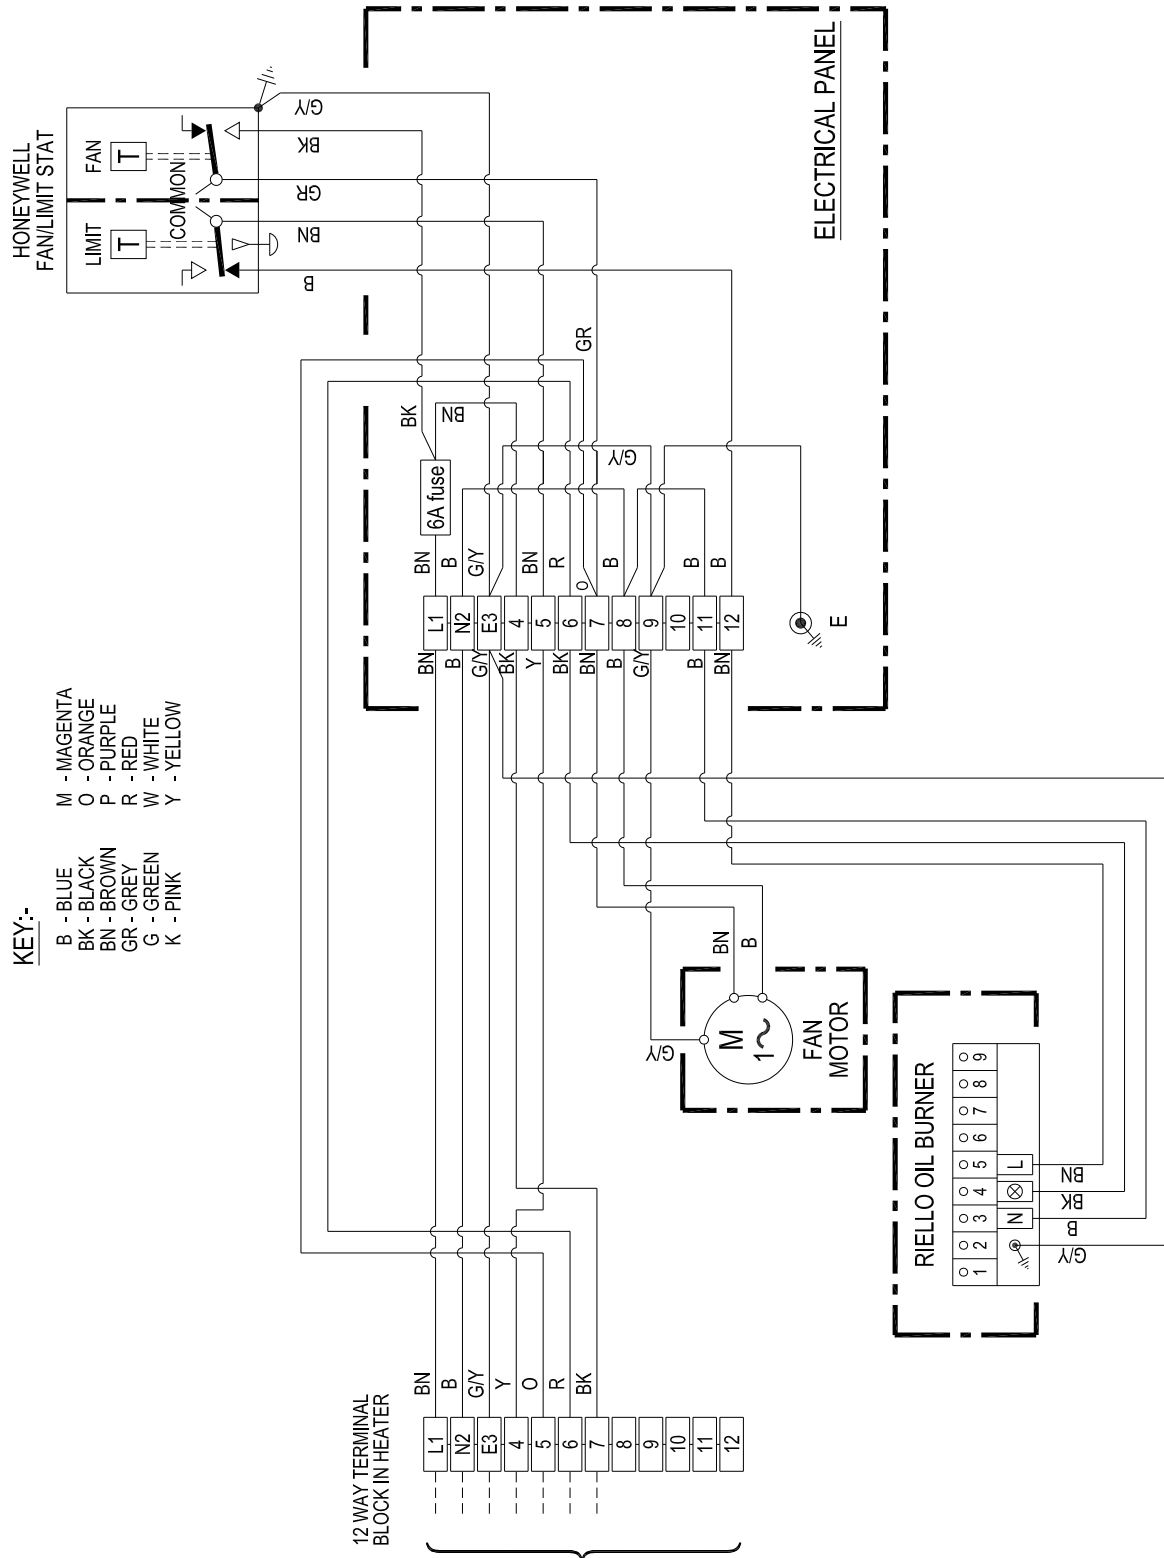 HONEYWELL
FAN/LIMIT STAT
LIMIT
FAN
T
T
COMMON
B
BN
GR
BK
G/Y
ELECTRICAL PANEL
BK
BN
GR
G/Y
6A fuse
BN
B
G/Y
BN
R
O
B
B
B
L1
N2
E3
4
5
6
7
8
9
10
11
12
BN
B
G/Y
BK
Y
BK
BN
B
G/Y
B
BN
E
KEY:-
B - BLUE
BK - BLACK
BN - BROWN
GR - GREY
G - GREEN
K - PINK
M - MAGENTA
O - ORANGE
P - PURPLE
R - RED
W - WHITE
Y - YELLOW
BN
B
G/Y
M
1~
FAN
MOTOR
RIELLO OIL BURNER
1
2
3
4
5
6
7
8
9
N
L
G/Y
B
BK
BN
12 WAY TERMINAL
BLOCK IN HEATER
BN
B
G/Y
Y
O
R
BK
L1
N2
E3
4
5
6
7
8
9
10
11
12